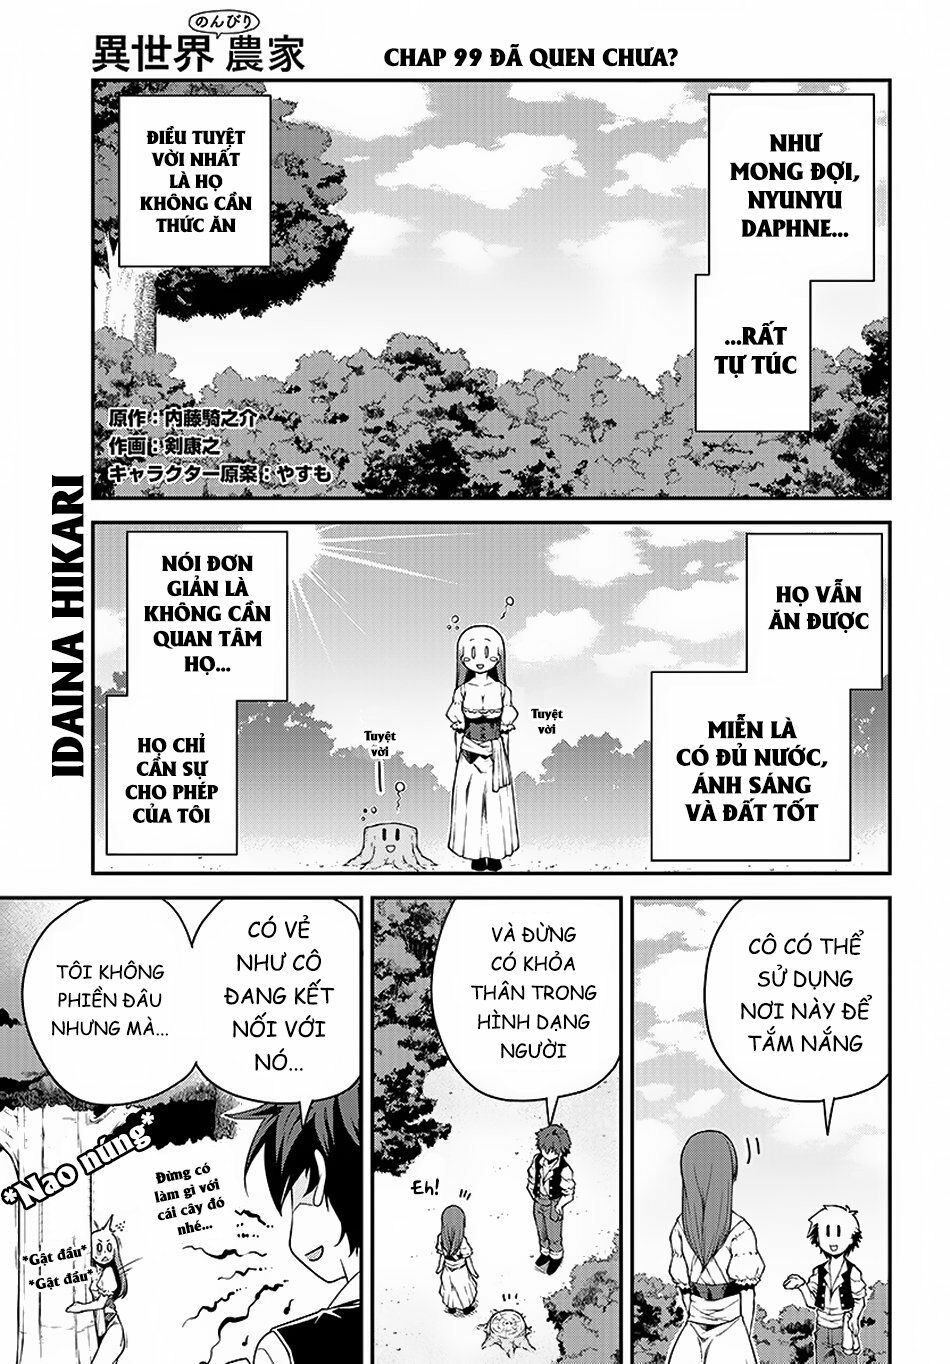 のんびり
異世界 農家
CHAP 99 ĐÃ QUEN CHƯA?
NHƯ
MONG ĐỢI,
NYUNYU
DAPHNE...
...RẤT
TỰ TÚC
ĐIỀU TUYỆT
VỜI NHẤT
LÀ HỌ
KHÔNG CẦN
THỨC ĂN
原作：内藤騎之介
作画：剣康之
キャラクター原案：やすも
IDAINA HIKARI
HỌ VẪN
ĂN ĐƯỢC
MIỄN LÀ
CÓ ĐỦ NƯỚC,
ÁNH SÁNG
VÀ ĐẤT TỐT
Tuyệt
vời
Tuyệt
vời
NÓI ĐƠN
GIẢN LÀ
KHÔNG CẦN
QUAN TÂM
HỌ...
HỌ CHỈ
CẦN SỰ
CHO PHÉP
CỦA TÔI
CÔ CÓ THỂ
SỬ DỤNG
NƠI NÀY ĐỂ
TẮM NẮNG
VÀ ĐỪNG
CÓ KHỎA
THÂN TRONG
HÌNH DẠNG
NGƯỜI
Eh!
CÓ VẺ
NHƯ CÔ
ĐANG KẾT
NỐI VỚI
NÓ...
TÔI KHÔNG
PHIỀN ĐÂU
NHƯNG MÀ...
Đừng có
làm gì với
cái cây đó
nhé...
*Nao núng*
*Gật đầu*
*Gật đầu*